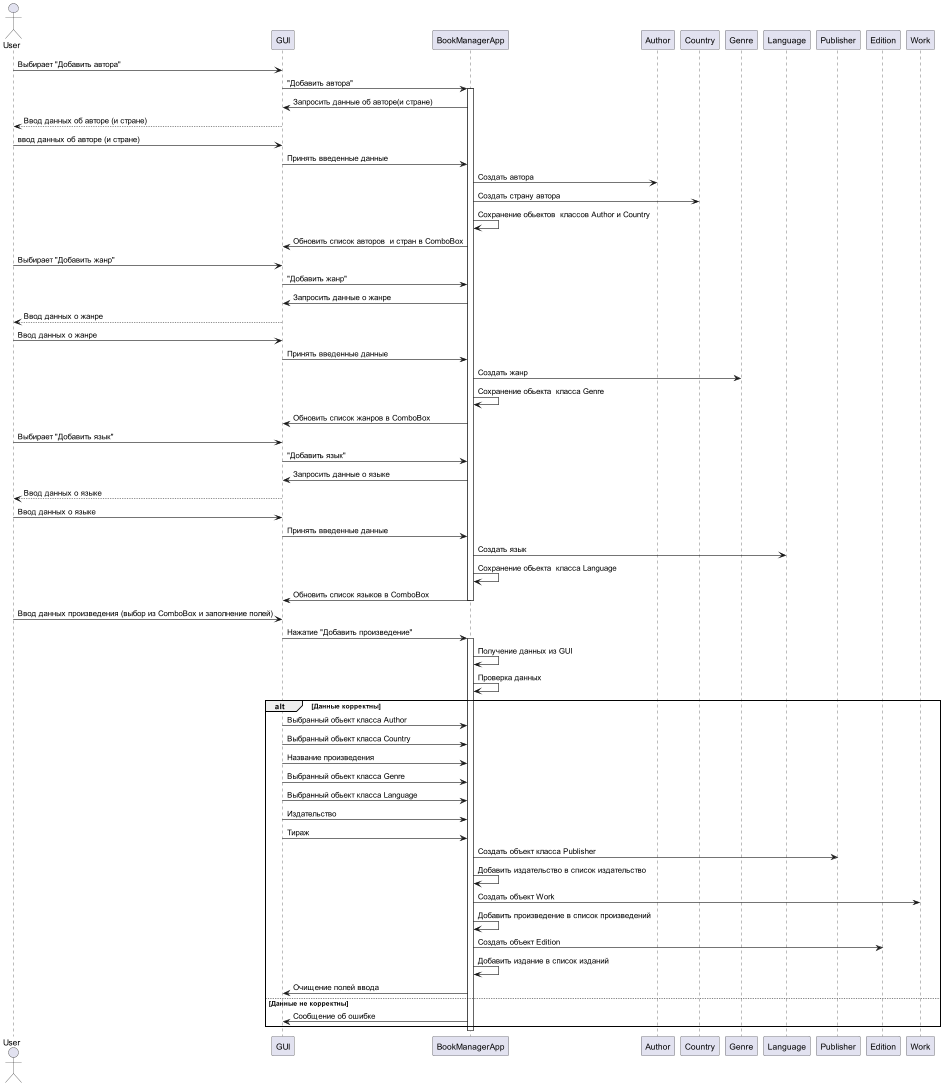 User
GUI
BookManagerApp
Author
Country
Genre
Language
Publisher
Edition
Work
Выбирает "Добавить автора"
"Добавить автора"
Запросить данные об авторе(и стране)
Ввод данных об авторе (и стране)
ввод данных об авторе (и стране)
Принять введенные данные
Создать автора
Создать страну автора
Сохранение обьектов классов Author и Country
Обновить список авторов и стран в ComboBox
Выбирает "Добавить жанр"
"Добавить жанр"
Запросить данные о жанре
Ввод данных о жанре
Ввод данных о жанре
Принять введенные данные
Создать жанр
Сохранение обьекта класса Genre
Обновить список жанров в ComboBox
Выбирает "Добавить язык"
"Добавить язык"
Запросить данные о языке
Ввод данных о языке
Ввод данных о языке
Принять введенные данные
Создать язык
Сохранение обьекта класса Language
Обновить список языков в ComboBox
Ввод данных произведения (выбор из ComboBox и заполнение полей)
Нажатие "Добавить произведение"
Получение данных из GUI
Проверка данных
alt [Данные корректны]
Выбранный обьект класса Author
Выбранный обьект класса Country
Название произведения
Выбранный обьект класса Genre
Выбранный обьект класса Language
Издательство
Тираж
Создать объект класса Publisher
Добавить издательство в список издательство
Создать объект Work
Добавить произведение в список произведений
Создать объект Edition
Добавить издание в список изданий
Очищение полей ввода
[Данные не корректны]
Сообщение об ошибке
User
GUI
BookManagerApp
Author
Country
Genre
Language
Publisher
Edition
Work